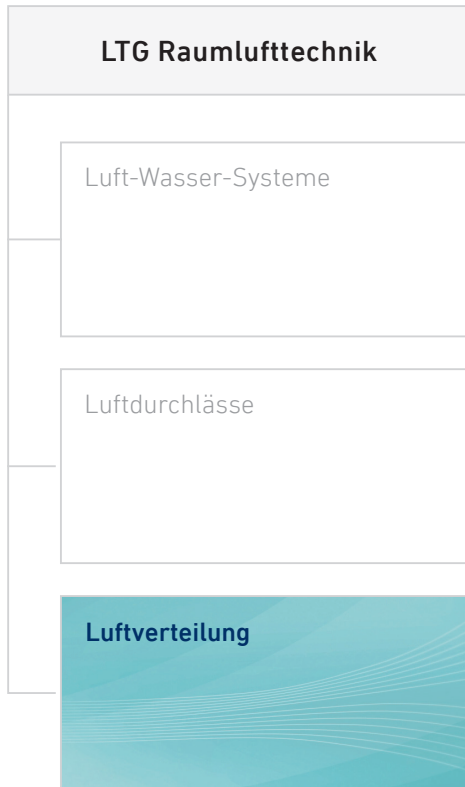 LTG Raumlufttechnik
Luft-Wasser-Systeme
Luftdurchlässe
Luftverteilung